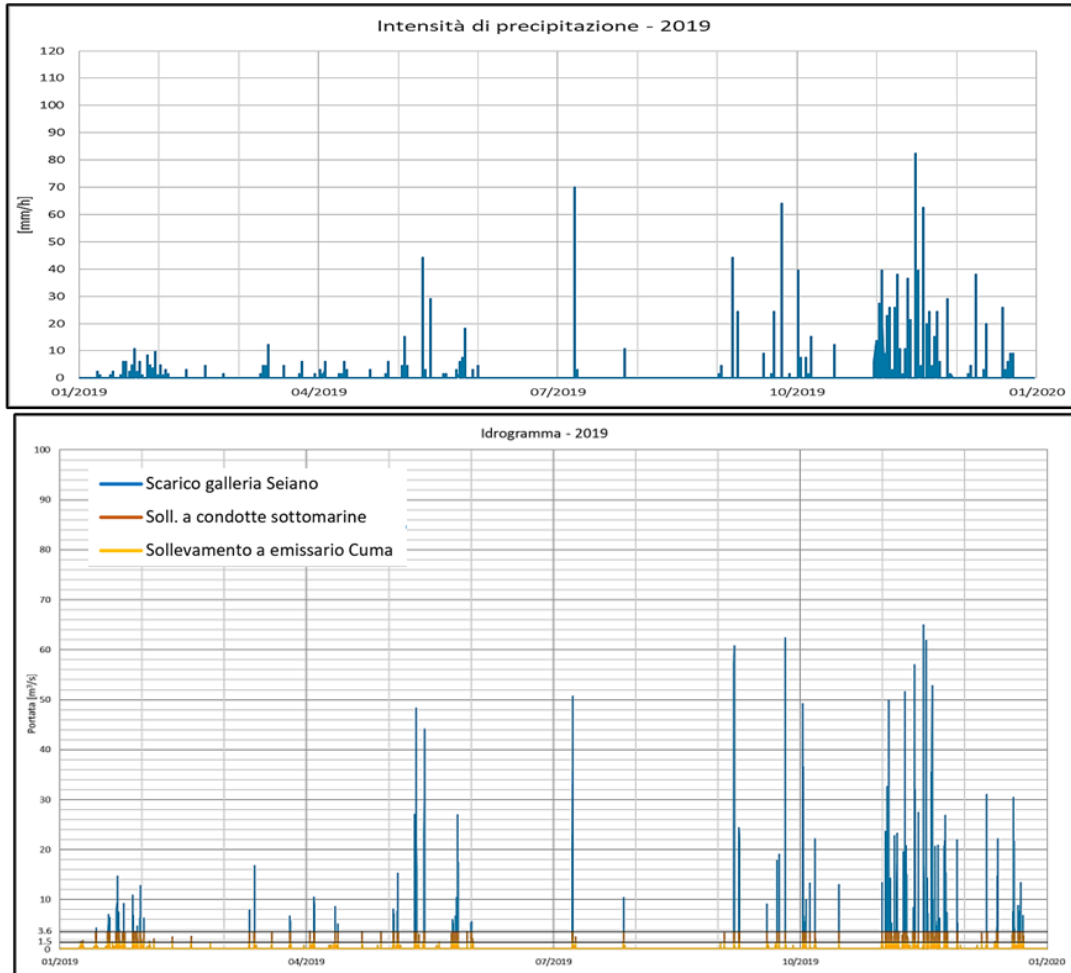 Intensità di precipitazione - 2019
120
110
100
90
80
70
60
50
40
30
20
10
0
[mm/h]
01/2019 04/2019 07/2019 10/2019 01/2020
Idrogramma - 2019
100
90
80
70
60
50
40
30
20
10
3.6
1.5
0
Portata [m³/s]
Scarico galleria Seiano
Soll. a condotte sottomarine
Sollevamento a emissario Cuma
01/2019 04/2019 07/2019 10/2019 01/2020